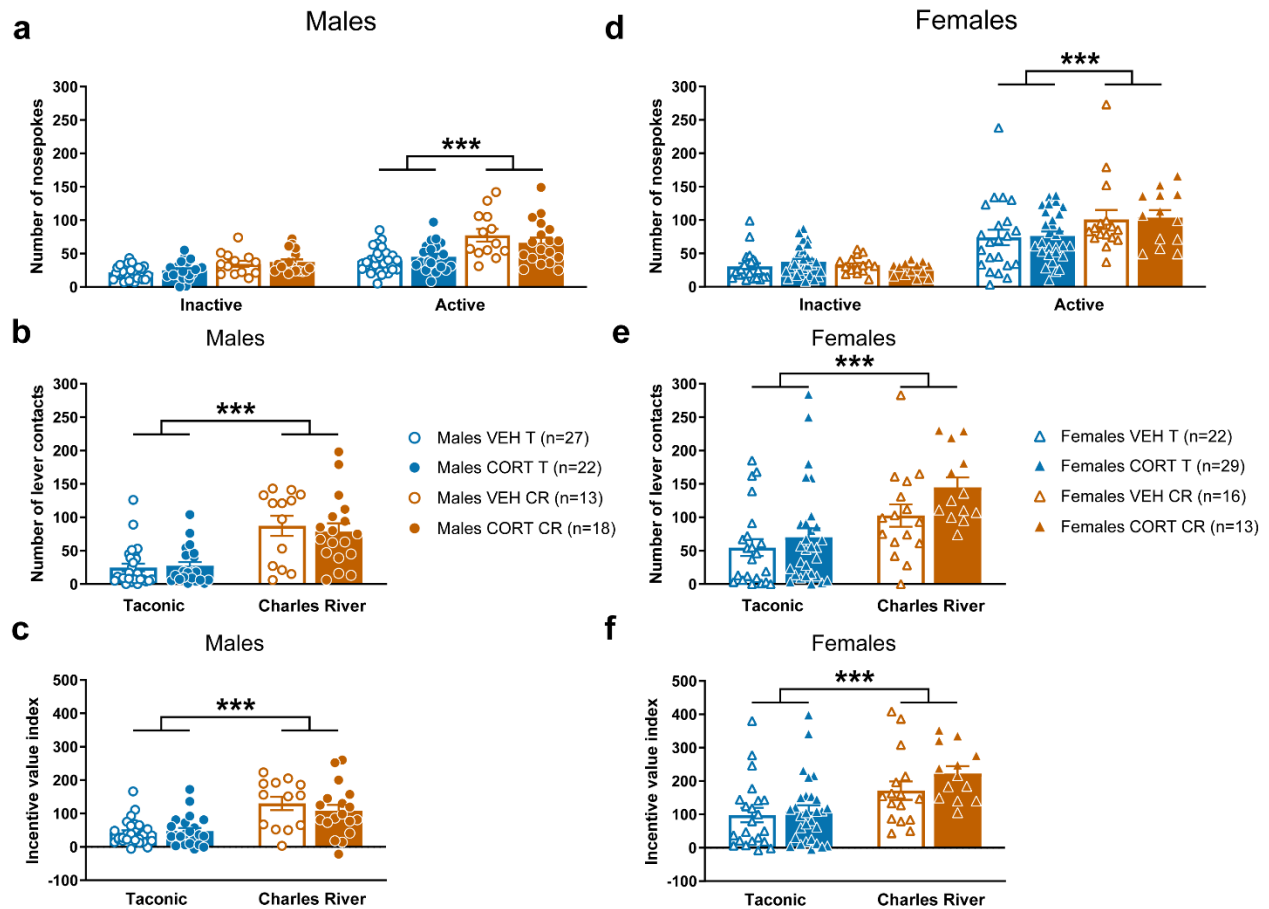 a
Males
Number of nosepokes
300
250
200
150
100
50
0
***
Inactive
Active
d
Females
Number of nosepokes
300
250
200
150
100
50
0
***
Inactive
Active
b
Males
Number of lever contacts
300
250
200
150
100
50
0
***
Taconic
Charles River
Males VEH T (n=27)
Males CORT T (n=22)
Males VEH CR (n=13)
Males CORT CR (n=18)
e
Females
Number of lever contacts
300
250
200
150
100
50
0
***
Taconic
Charles River
Females VEH T (n=22)
Females CORT T (n=29)
Females VEH CR (n=16)
Females CORT CR (n=13)
c
Males
Incentive value index
500
400
300
200
100
0
-100
***
Taconic
Charles River
f
Females
Incentive value index
500
400
300
200
100
0
-100
***
Taconic
Charles River